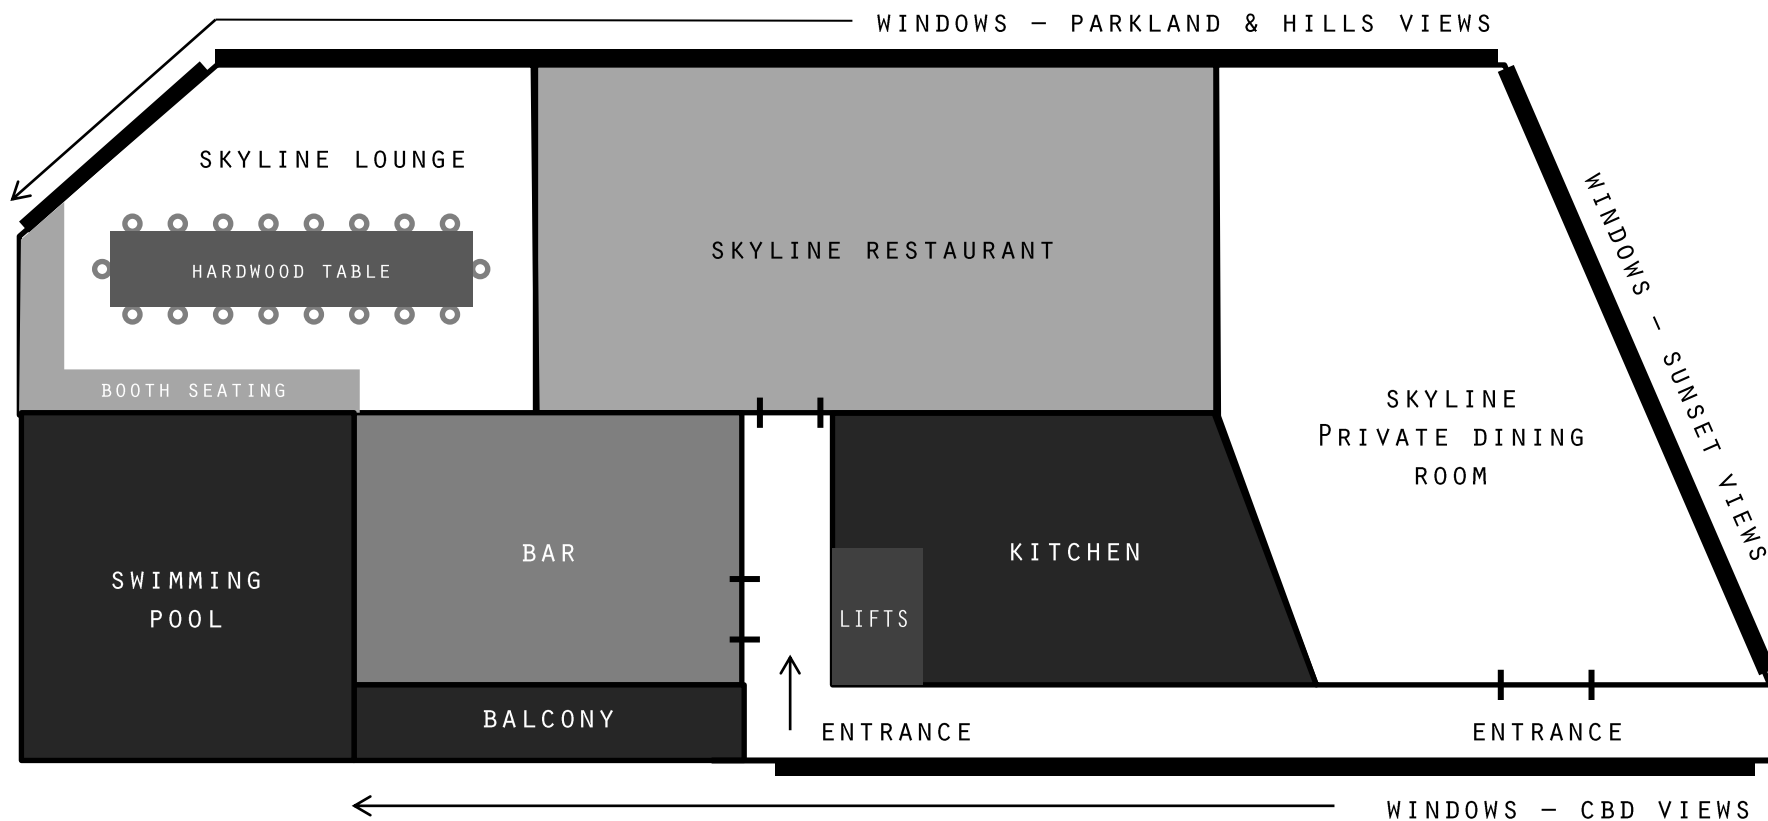 WINDOWS – PARKLAND & HILLS VIEWS
SKYLINE LOUNGE
HARDWOOD TABLE
BOOTH SEATING
SKYLINE RESTAURANT
WINDOWS – SUNSET VIEWS
SKYLINE
PRIVATE DINING
ROOM
BAR
KITCHEN
SWIMMING
POOL
LIFTS
BALCONY
ENTRANCE
ENTRANCE
WINDOWS – CBD VIEWS